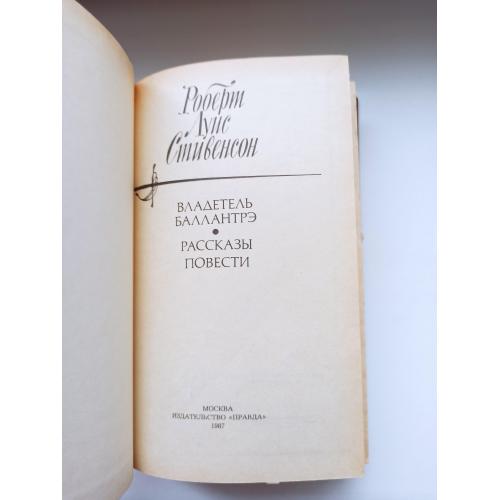 Роберт
Луис
Стивенсон
ВЛАДЕТЕЛЬ
БАЛЛАНТРЭ
•
РАССКАЗЫ
ПОВЕСТИ
МОСКВА
ИЗДАТЕЛЬСТВО «ПРАВДА»
1987